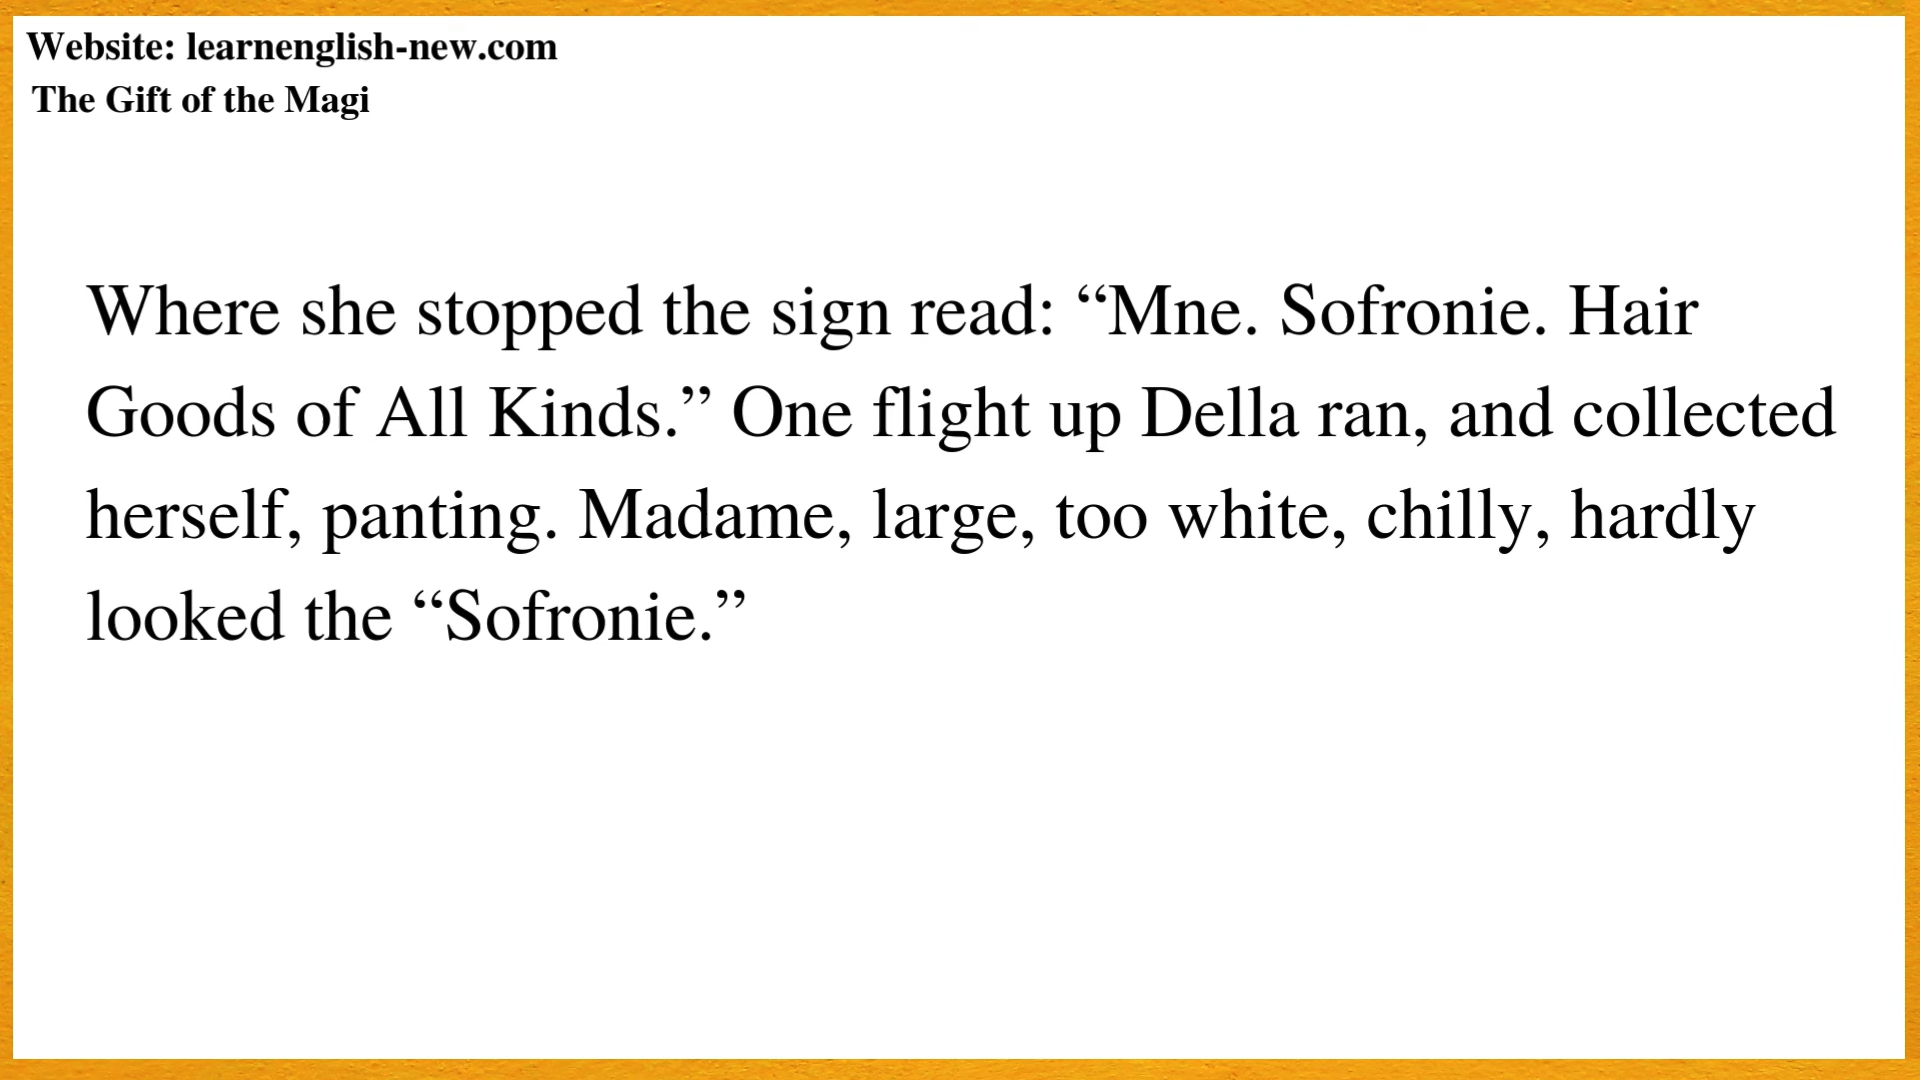 Website: learnenglish-new.com
The Gift of the Magi
Where she stopped the sign read: “Mne. Sofronie. Hair
Goods of All Kinds.” One flight up Della ran, and collected
herself, panting. Madame, large, too white, chilly, hardly
looked the “Sofronie.”